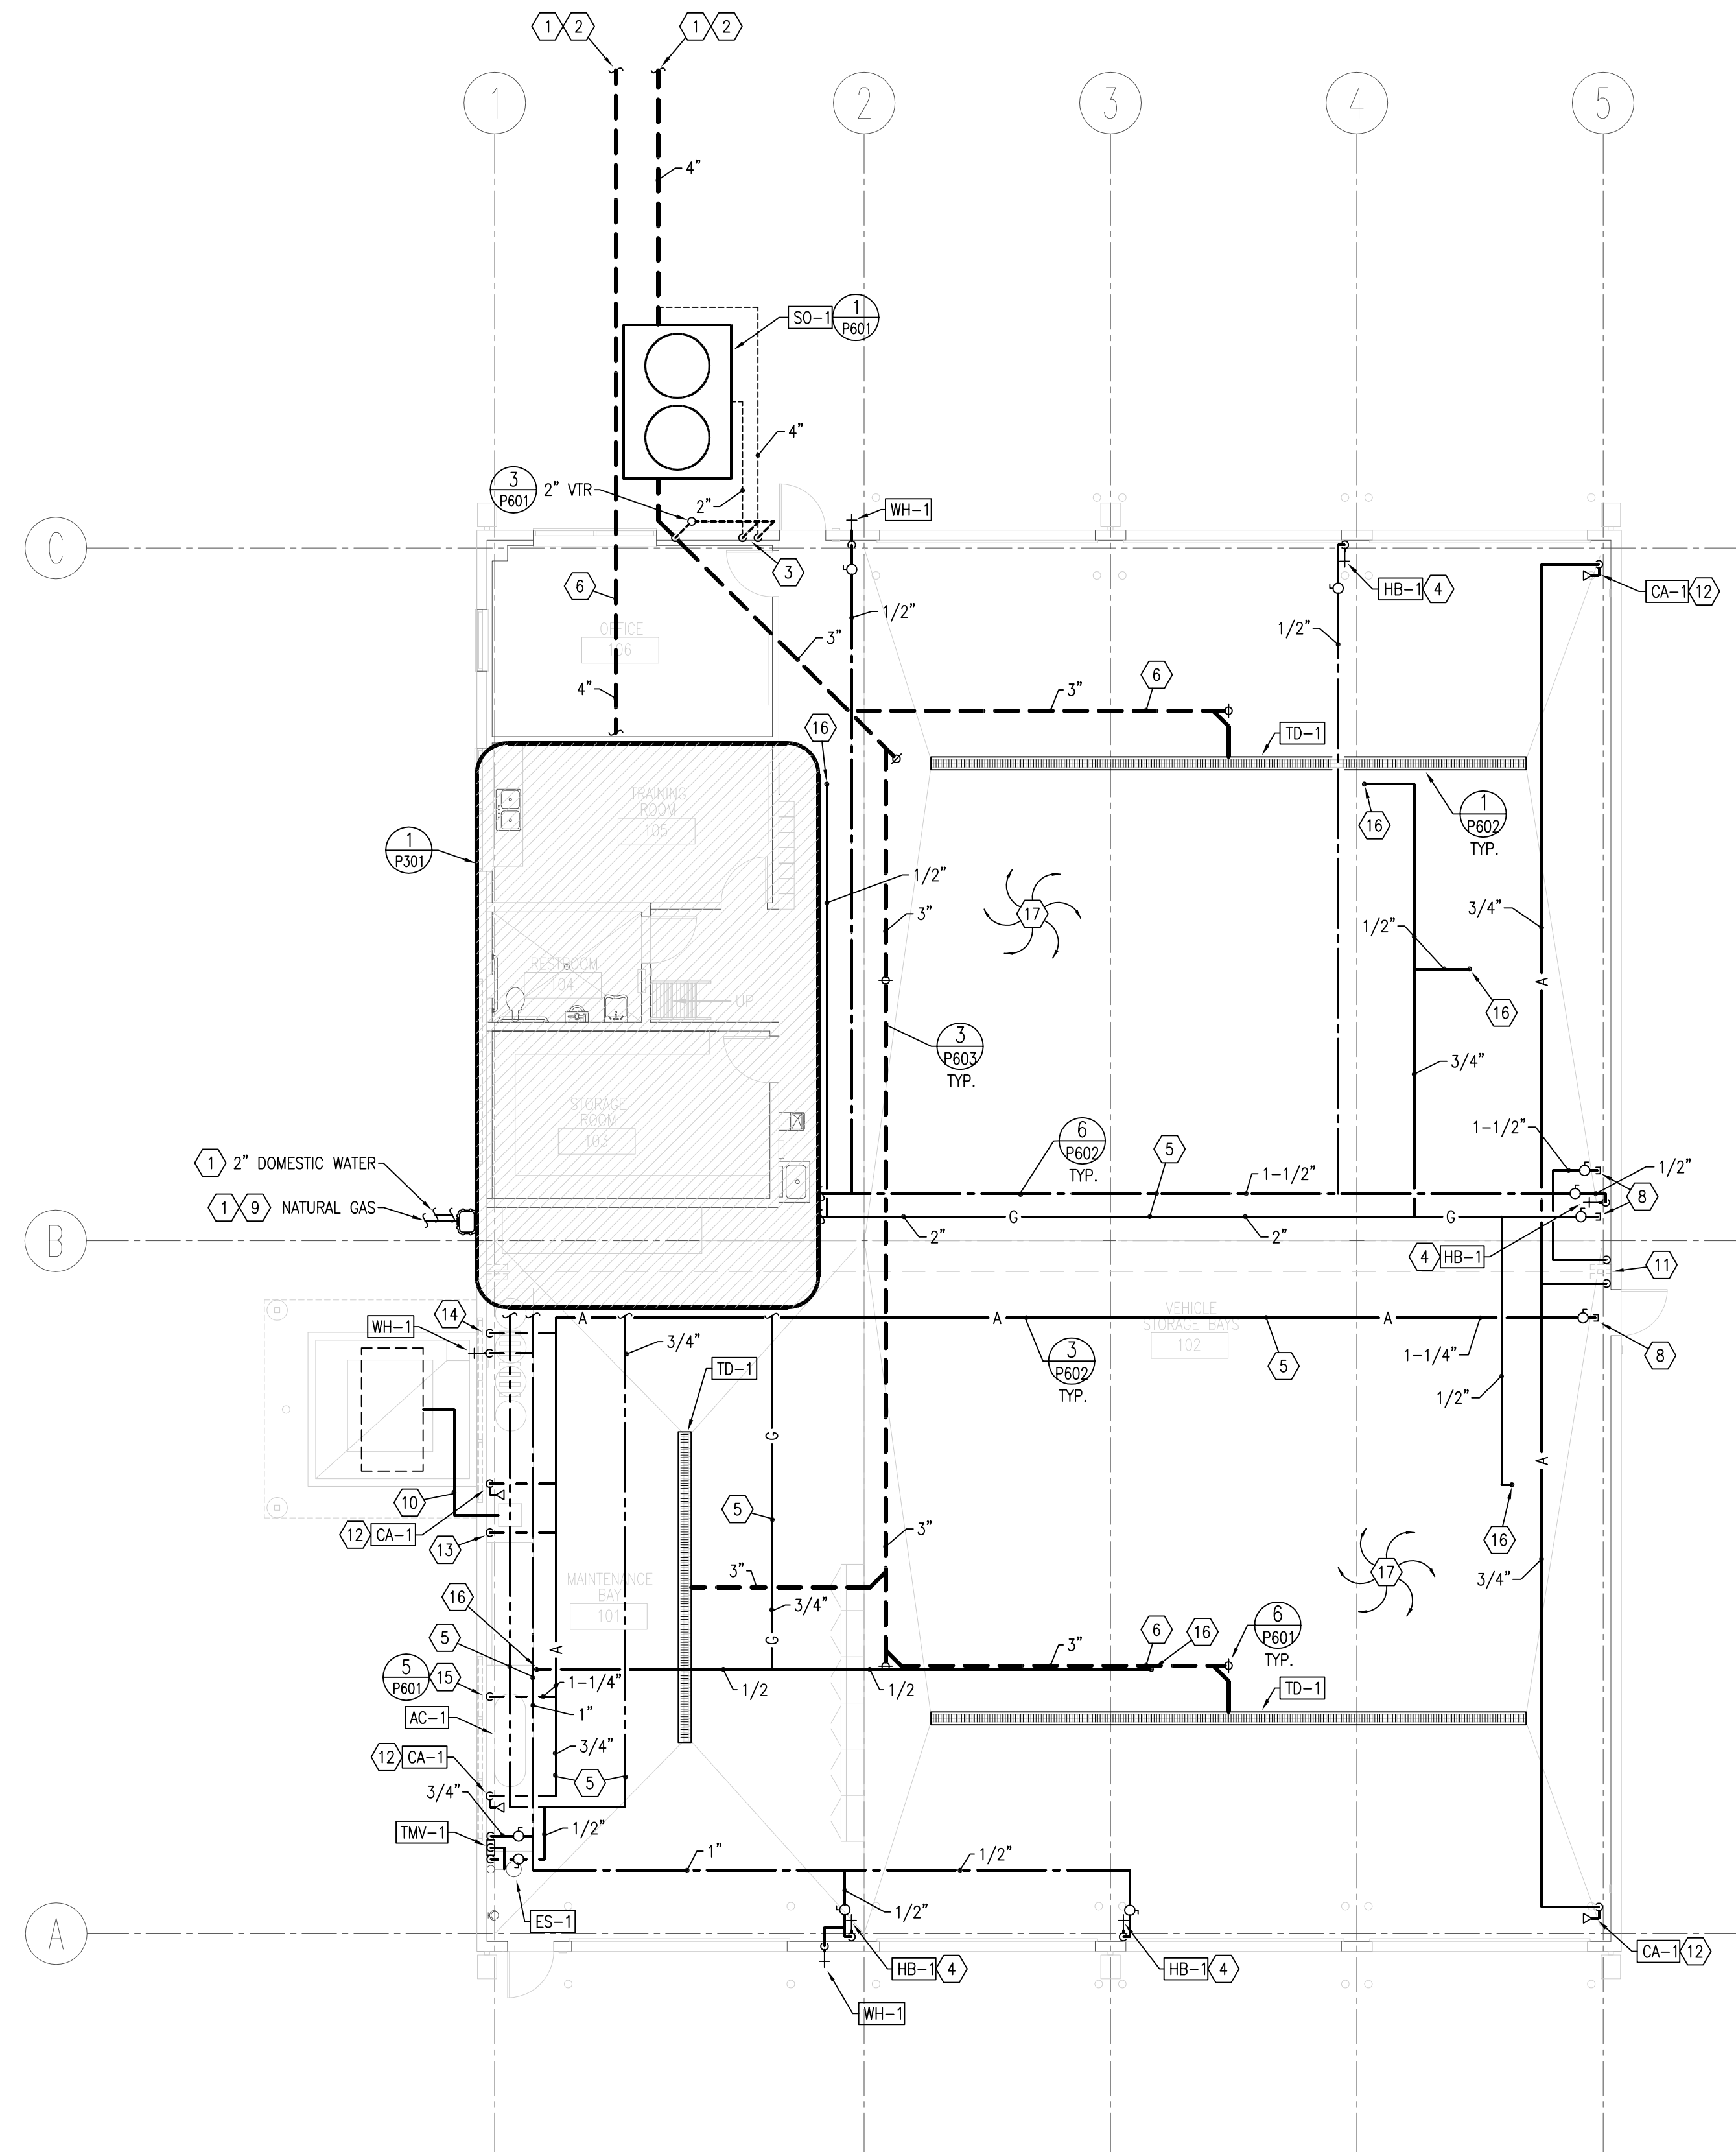 1 2
1 2
1
2
3
4
5
4"
SO-1
1
P601
4"
3
P601
2" VTR
2"
WH-1
C
3
6
HB-1 4
CA-1 12
1/2"
1/2"
OFFICE
106
3"
6
4"
3"
16
TD-1
TRAINING
ROOM
105
16
1
P602
TYP.
1
P301
1/2"
3/4"
17
3"
1/2"
RESTROOM
104
A
UP
16
3
P603
TYP.
3/4"
STORAGE
ROOM
103
6
P602
TYP.
1-1/2"
5
1 2" DOMESTIC WATER
1/2"
1-1/2"
8
1 9 NATURAL GAS
G
G
2"
2"
B
4 HB-1
11
14
WH-1
A
A
A
VEHICLE
STORAGE BAYS
102
3/4"
TD-1
3
P602
TYP.
5
1-1/4"
8
1/2"
G
A
10
5
12 CA-1
13
3"
16
MAINTENANCE
BAY
101
3"
17
3/4"
3/4"
16
5
A
G
6
16
6
P601
TYP.
3"
5
P601
15
1-1/4"
1/2
1/2
TD-1
AC-1
1"
12 CA-1
3/4"
5
3/4"
TMV-1
1/2"
1"
1/2"
ES-1
1/2"
A
CA-1 12
HB-1 4
HB-1 4
WH-1